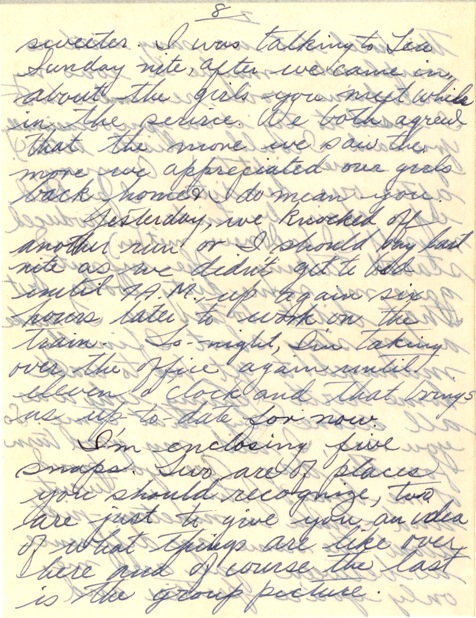 8
sweeter. I was talking to Lea
Sunday nite, after we came in,
about the girls you meet while
in the service. We both agreed
that the more we saw the
more we appreciated our girls
back home & I do mean you.
Yesterday, we knocked off
another run or I should say last
nite as we didn't get to bed
until 2 A.M., up again six
hours later to work on the
train. To-night, I'm taking
over the office again until
eleven o'clock and that brings
us up to date for now.
I'm enclosing five
snaps. Two are of places
you should recognize, two
are just to give you an idea
of what things are like over
here and of course the last
is the group picture.